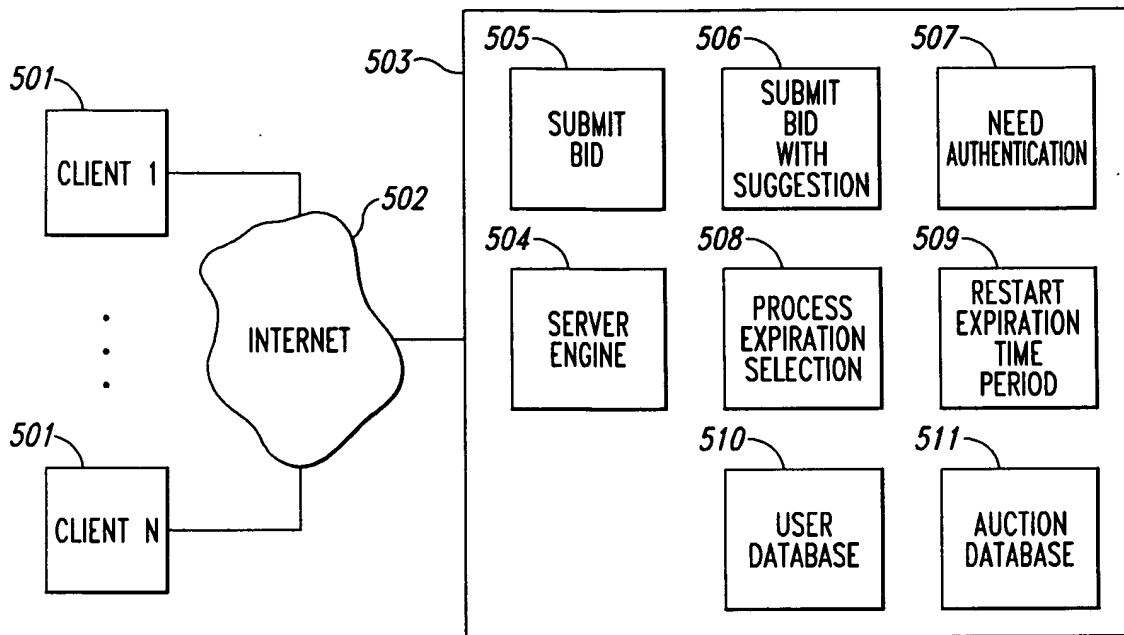 501
CLIENT 1
501
CLIENT N
502
INTERNET
503
505
SUBMIT
BID
506
SUBMIT
BID
WITH
SUGGESTION
507
NEED
AUTHENTICATION
504
SERVER
ENGINE
508
PROCESS
EXPIRATION
SELECTION
509
RESTART
EXPIRATION
TIME
PERIOD
510
USER
DATABASE
511
AUCTION
DATABASE